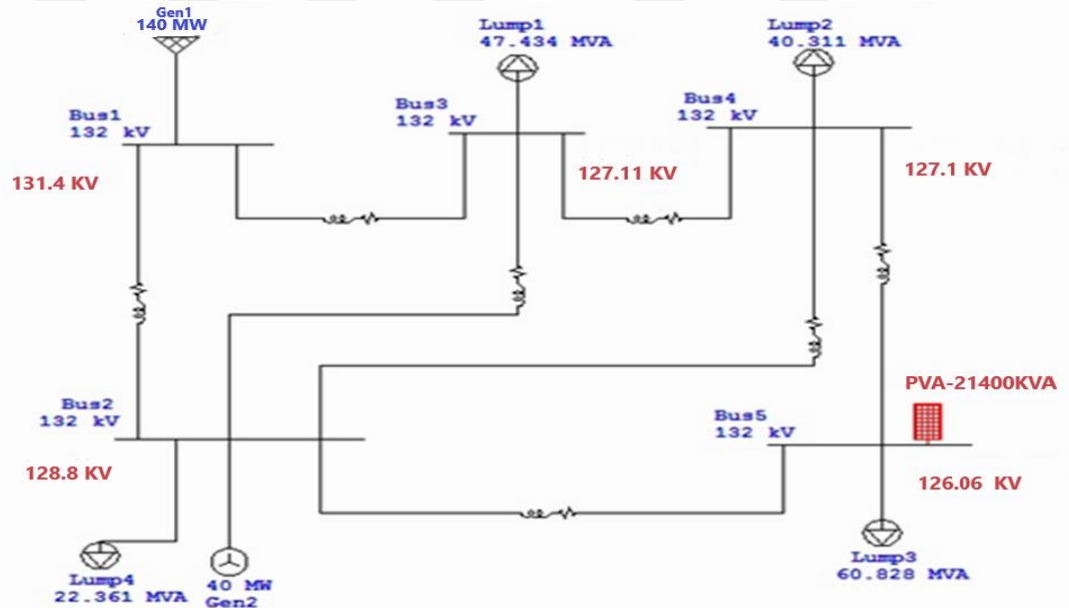 Gen1
140 MW
Lump1
47.434 MVA
Lump2
40.311 MVA
Bus1
132 kV
Bus3
132 kV
Bus4
132 kV
131.4 KV
127.11 KV
127.1 KV
Bus2
132 kV
128.8 KV
PVA-21400KVA
Bus5
132 kV
126.06 KV
Lump4
22.361 MVA
40 MW
Gen2
Lump3
60.828 MVA